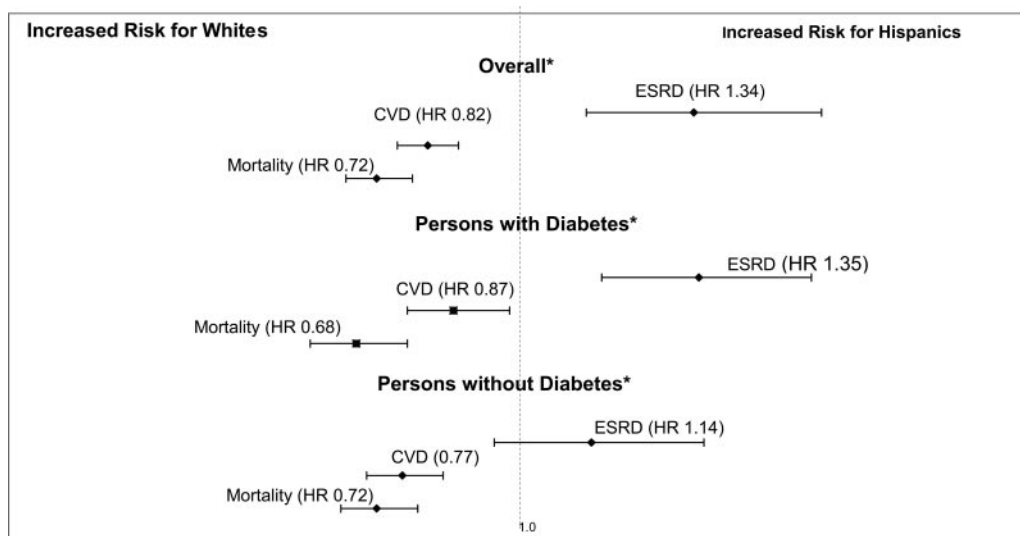 Increased Risk for Whites
Increased Risk for Hispanics
Overall*
ESRD (HR 1.34)
CVD (HR 0.82)
Mortality (HR 0.72)
Persons with Diabetes*
ESRD (HR 1.35)
CVD (HR 0.87)
Mortality (HR 0.68)
Persons without Diabetes*
ESRD (HR 1.14)
CVD (0.77)
Mortality (HR 0.72)
1.0